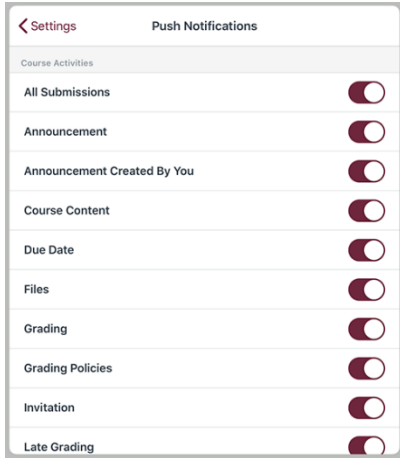 Settings
Push Notifications
Course Activities
All Submissions
Announcement
Announcement Created By You
Course Content
Due Date
Files
Grading
Grading Policies
Invitation
Late Grading